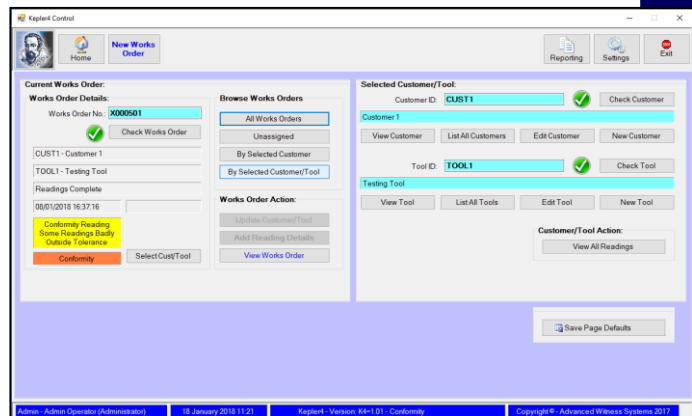 Kepler4 Control
Home
New Works
Order
Reporting
Settings
Exit
Current Works Order:
Works Order Details:
Works Order No.: X000501
Check Works Order
CUST1 - Customer 1
TOOL1 - Testing Tool
Readings Complete
08/01/2018 16:37:16
Conformity Reading
Some Readings Badly
Outside Tolerance
Conformity
Select Cust/Tool
Browse Works Orders
All Works Orders
Unassigned
By Selected Customer
By Selected Customer/Tool
Works Order Action:
Update Customer/Tool
Add Reading Details
View Works Order
Selected Customer/Tool:
Customer ID: CUST1
Check Customer
Customer 1
View Customer
List All Customers
Edit Customer
New Customer
Tool ID: TOOL1
Check Tool
Testing Tool
View Tool
List All Tools
Edit Tool
New Tool
Customer/Tool Action:
View All Readings
Save Page Defaults
Admin - Admin Operator (Administrator)
18 January 2018 11:21
Kepler4 - Version: K4=1.01 - Conformity
Copyright © - Advanced Witness Systems 2017